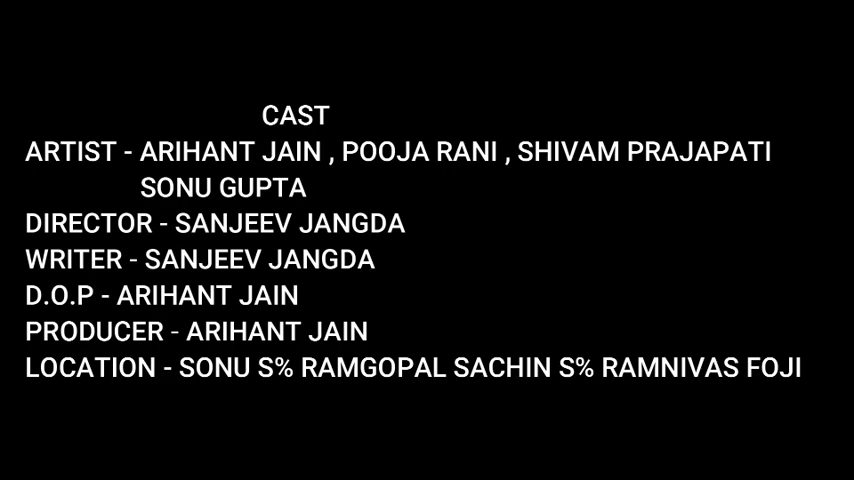 CAST
ARTIST - ARIHANT JAIN , POOJA RANI , SHIVAM PRAJAPATI
SONU GUPTA
DIRECTOR - SANJEEV JANGDA
WRITER - SANJEEV JANGDA
D.O.P - ARIHANT JAIN
PRODUCER - ARIHANT JAIN
LOCATION - SONU S% RAMGOPAL SACHIN S% RAMNIVAS FOJI